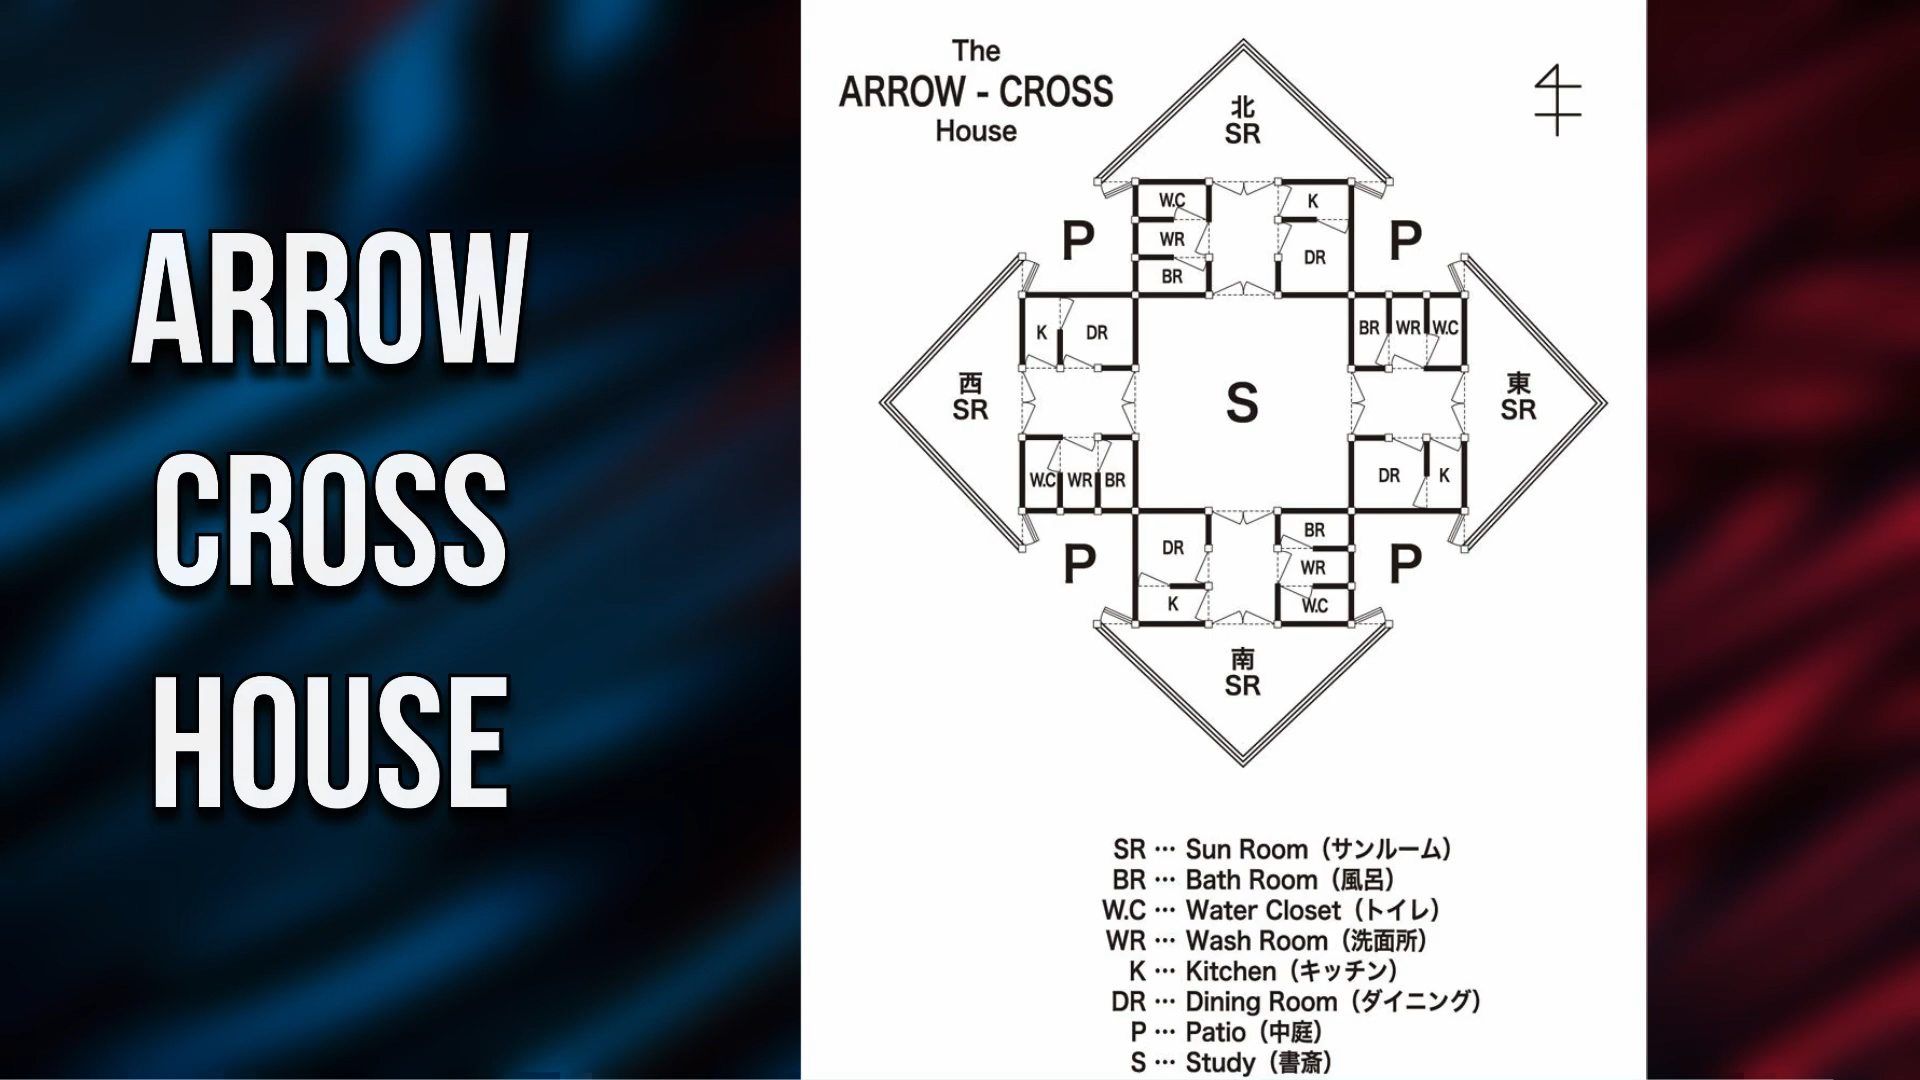 ARROW
CROSS
HOUSE
The
ARROW - CROSS
House
北
SR
W.C
K
P
WR
P
DR
BR
K
DR
BR
WR
W.C
西
SR
S
東
SR
W.C
WR
BR
DR
K
P
DR
BR
P
WR
K
W.C
南
SR
SR … Sun Room（サンルーム）
BR … Bath Room（風呂）
W.C … Water Closet（トイレ）
WR … Wash Room（洗面所）
K … Kitchen（キッチン）
DR … Dining Room（ダイニング）
P … Patio（中庭）
S … Study（書斎）